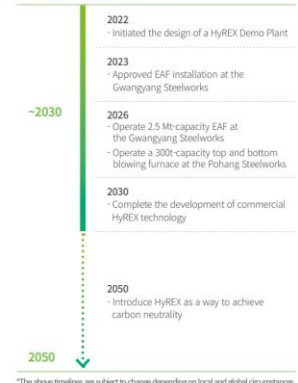 2022
- Initiated the design of a HyREX Demo Plant
2023
- Approved EAF installation at the
Gwangyang Steelworks
~2030
2026
- Operate 2.5 Mt-capacity EAF at
the Gwangyang Steelworks
- Operate a 300t-capacity top and bottom
blowing furnace at the Pohang Steelworks
2030
- Complete the development of commercial
HyREX technology
2050
- Introduce HyREX as a way to achieve
carbon neutrality
2050
*The above timelines are subject to change depending on local and global circumstances